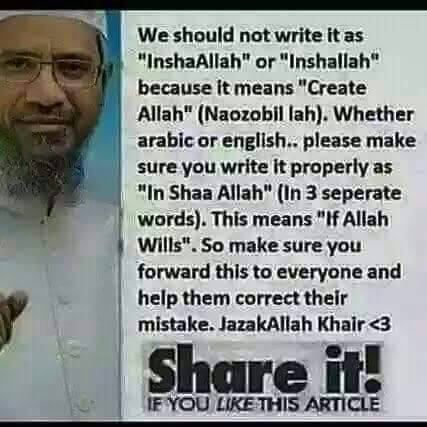 We should not write it as
"InshaAllah" or "Inshallah"
because it means "Create
Allah" (Naozobil lah). Whether
arabic or english.. please make
sure you write it properly as
"In Shaa Allah" (In 3 seperate
words). This means "If Allah
Wills". So make sure you
forward this to everyone and
help them correct their
mistake. JazakAllah Khair <3
Share it!
IF YOU LIKE THIS ARTICLE